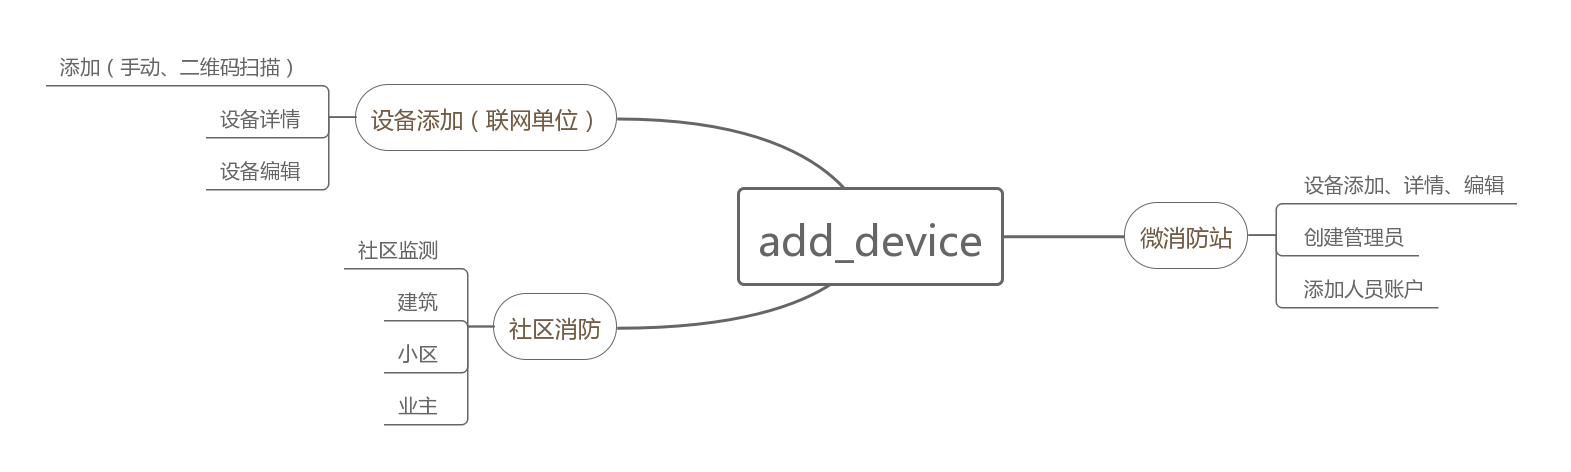 添加（手动、二维码扫描）
设备详情
设备编辑
设备添加（联网单位）
社区监测
建筑
小区
业主
社区消防
add_device
微消防站
设备添加、详情、编辑
创建管理员
添加人员账户